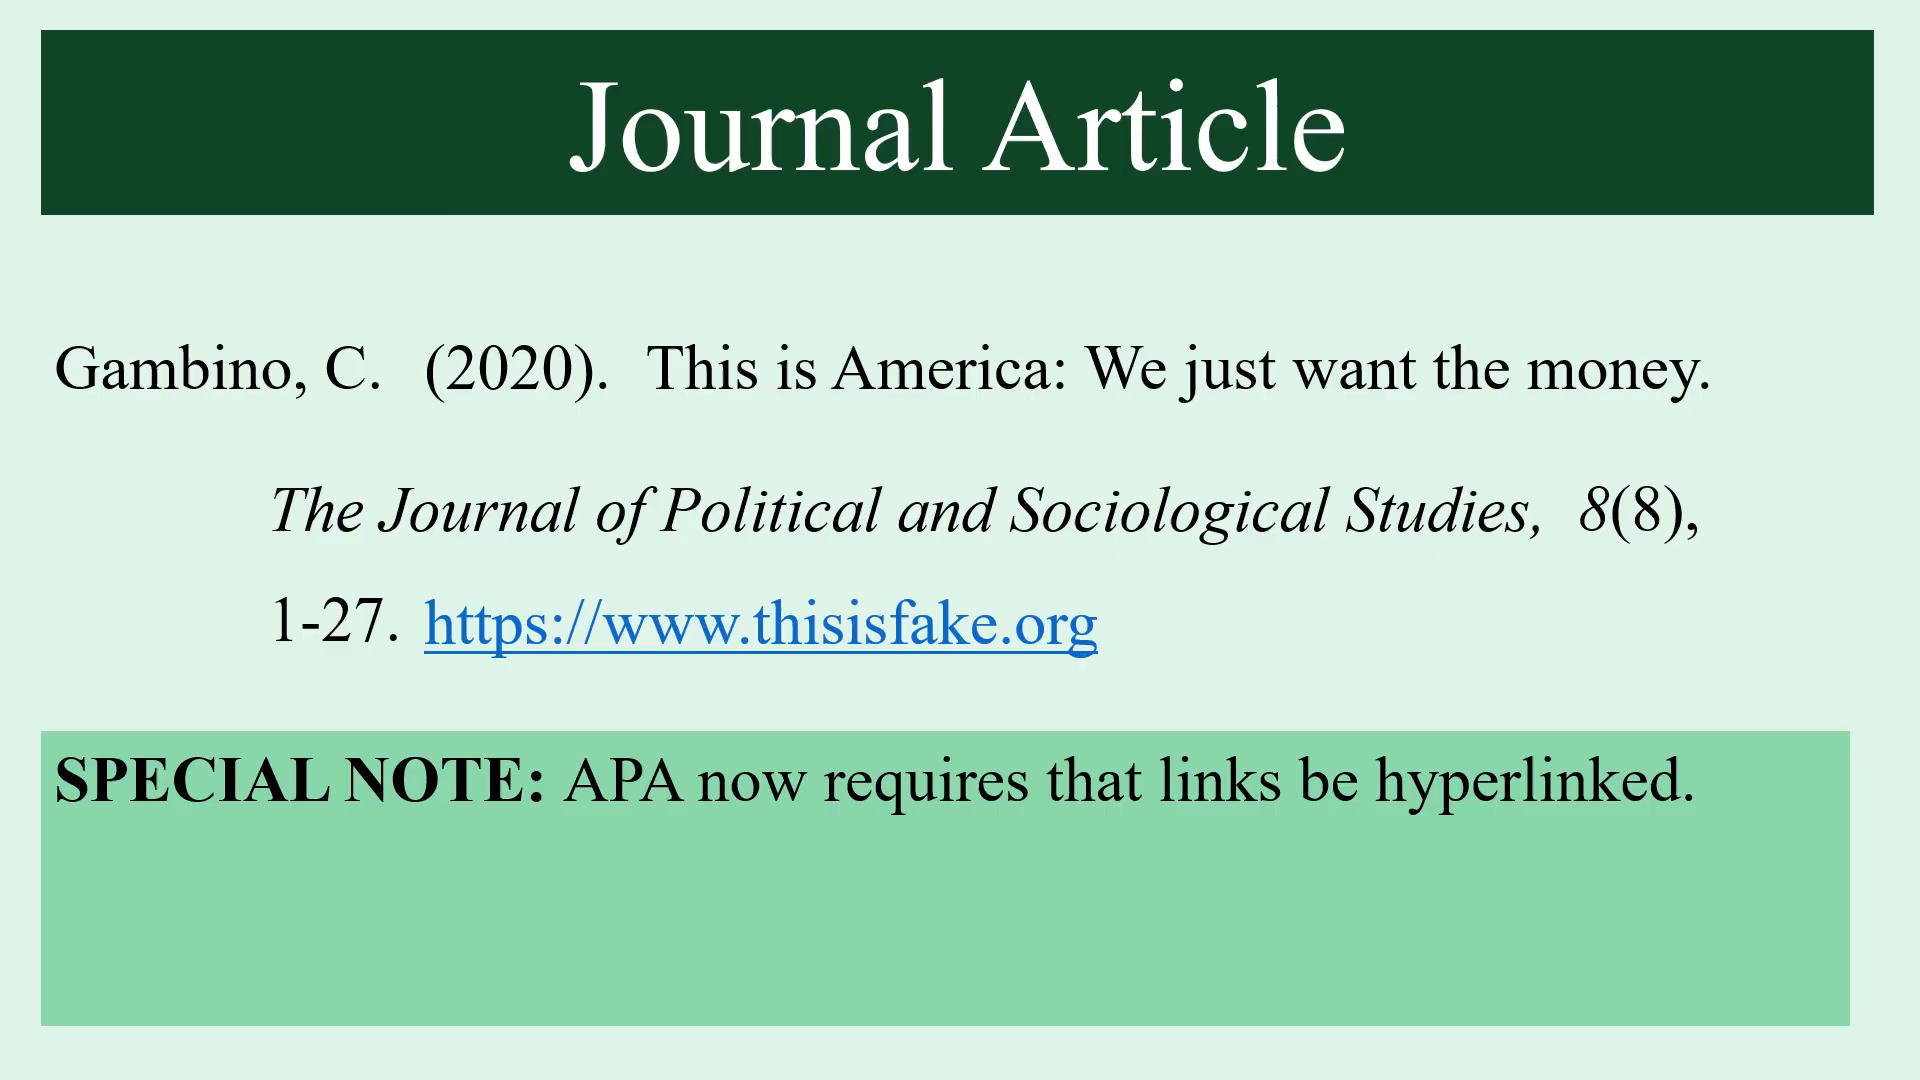 Journal Article
Gambino, C. (2020). This is America: We just want the money.
The Journal of Political and Sociological Studies, 8(8),
1-27. https://www.thisisfake.org
SPECIAL NOTE: APA now requires that links be hyperlinked.